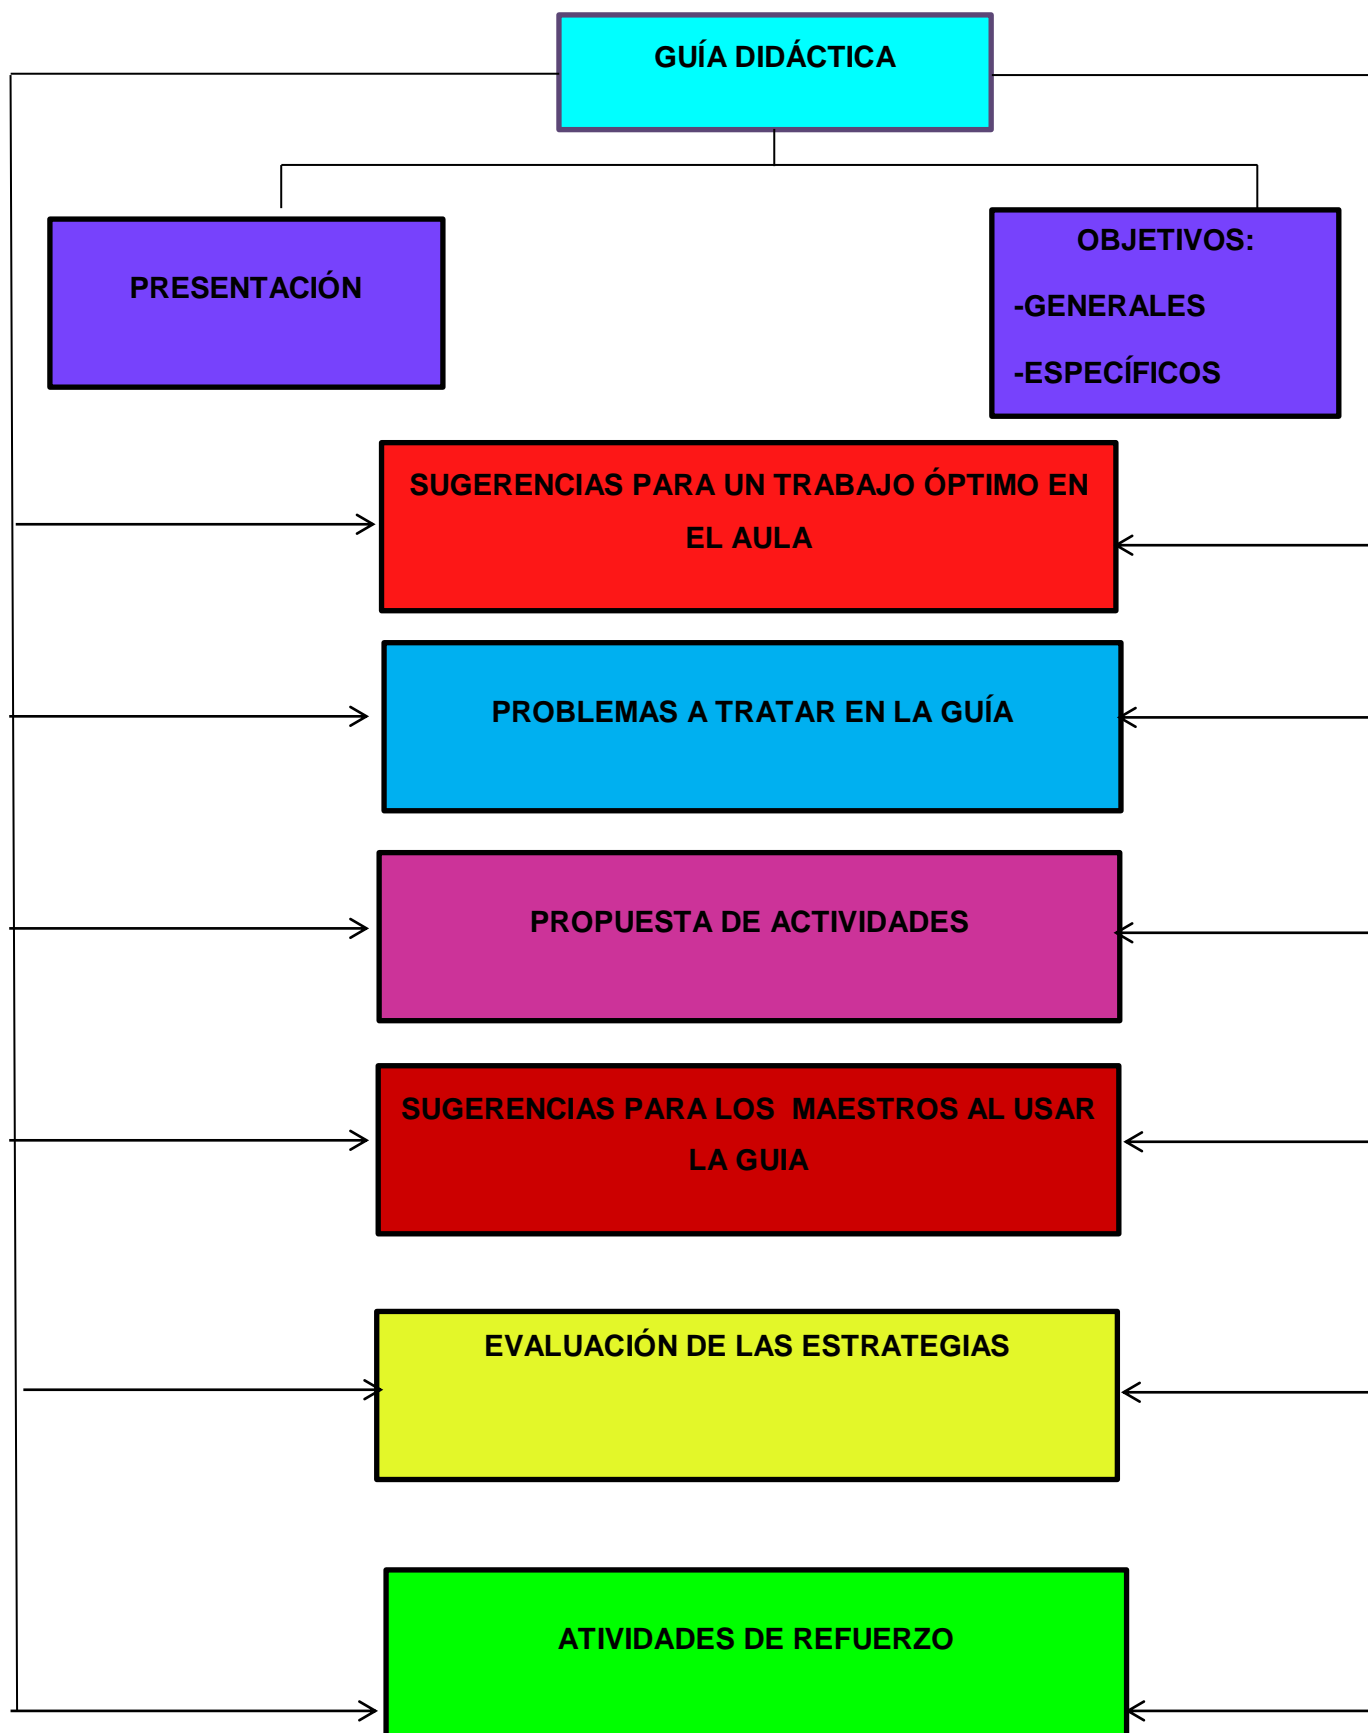 GUÍA DIDÁCTICA
PRESENTACIÓN
OBJETIVOS:
-GENERALES
-ESPECÍFICOS
SUGERENCIAS PARA UN TRABAJO ÓPTIMO EN
EL AULA
PROBLEMAS A TRATAR EN LA GUÍA
PROPUESTA DE ACTIVIDADES
SUGERENCIAS PARA LOS  MAESTROS AL USAR
LA GUIA
EVALUACIÓN DE LAS ESTRATEGIAS
ATIVIDADES DE REFUERZO